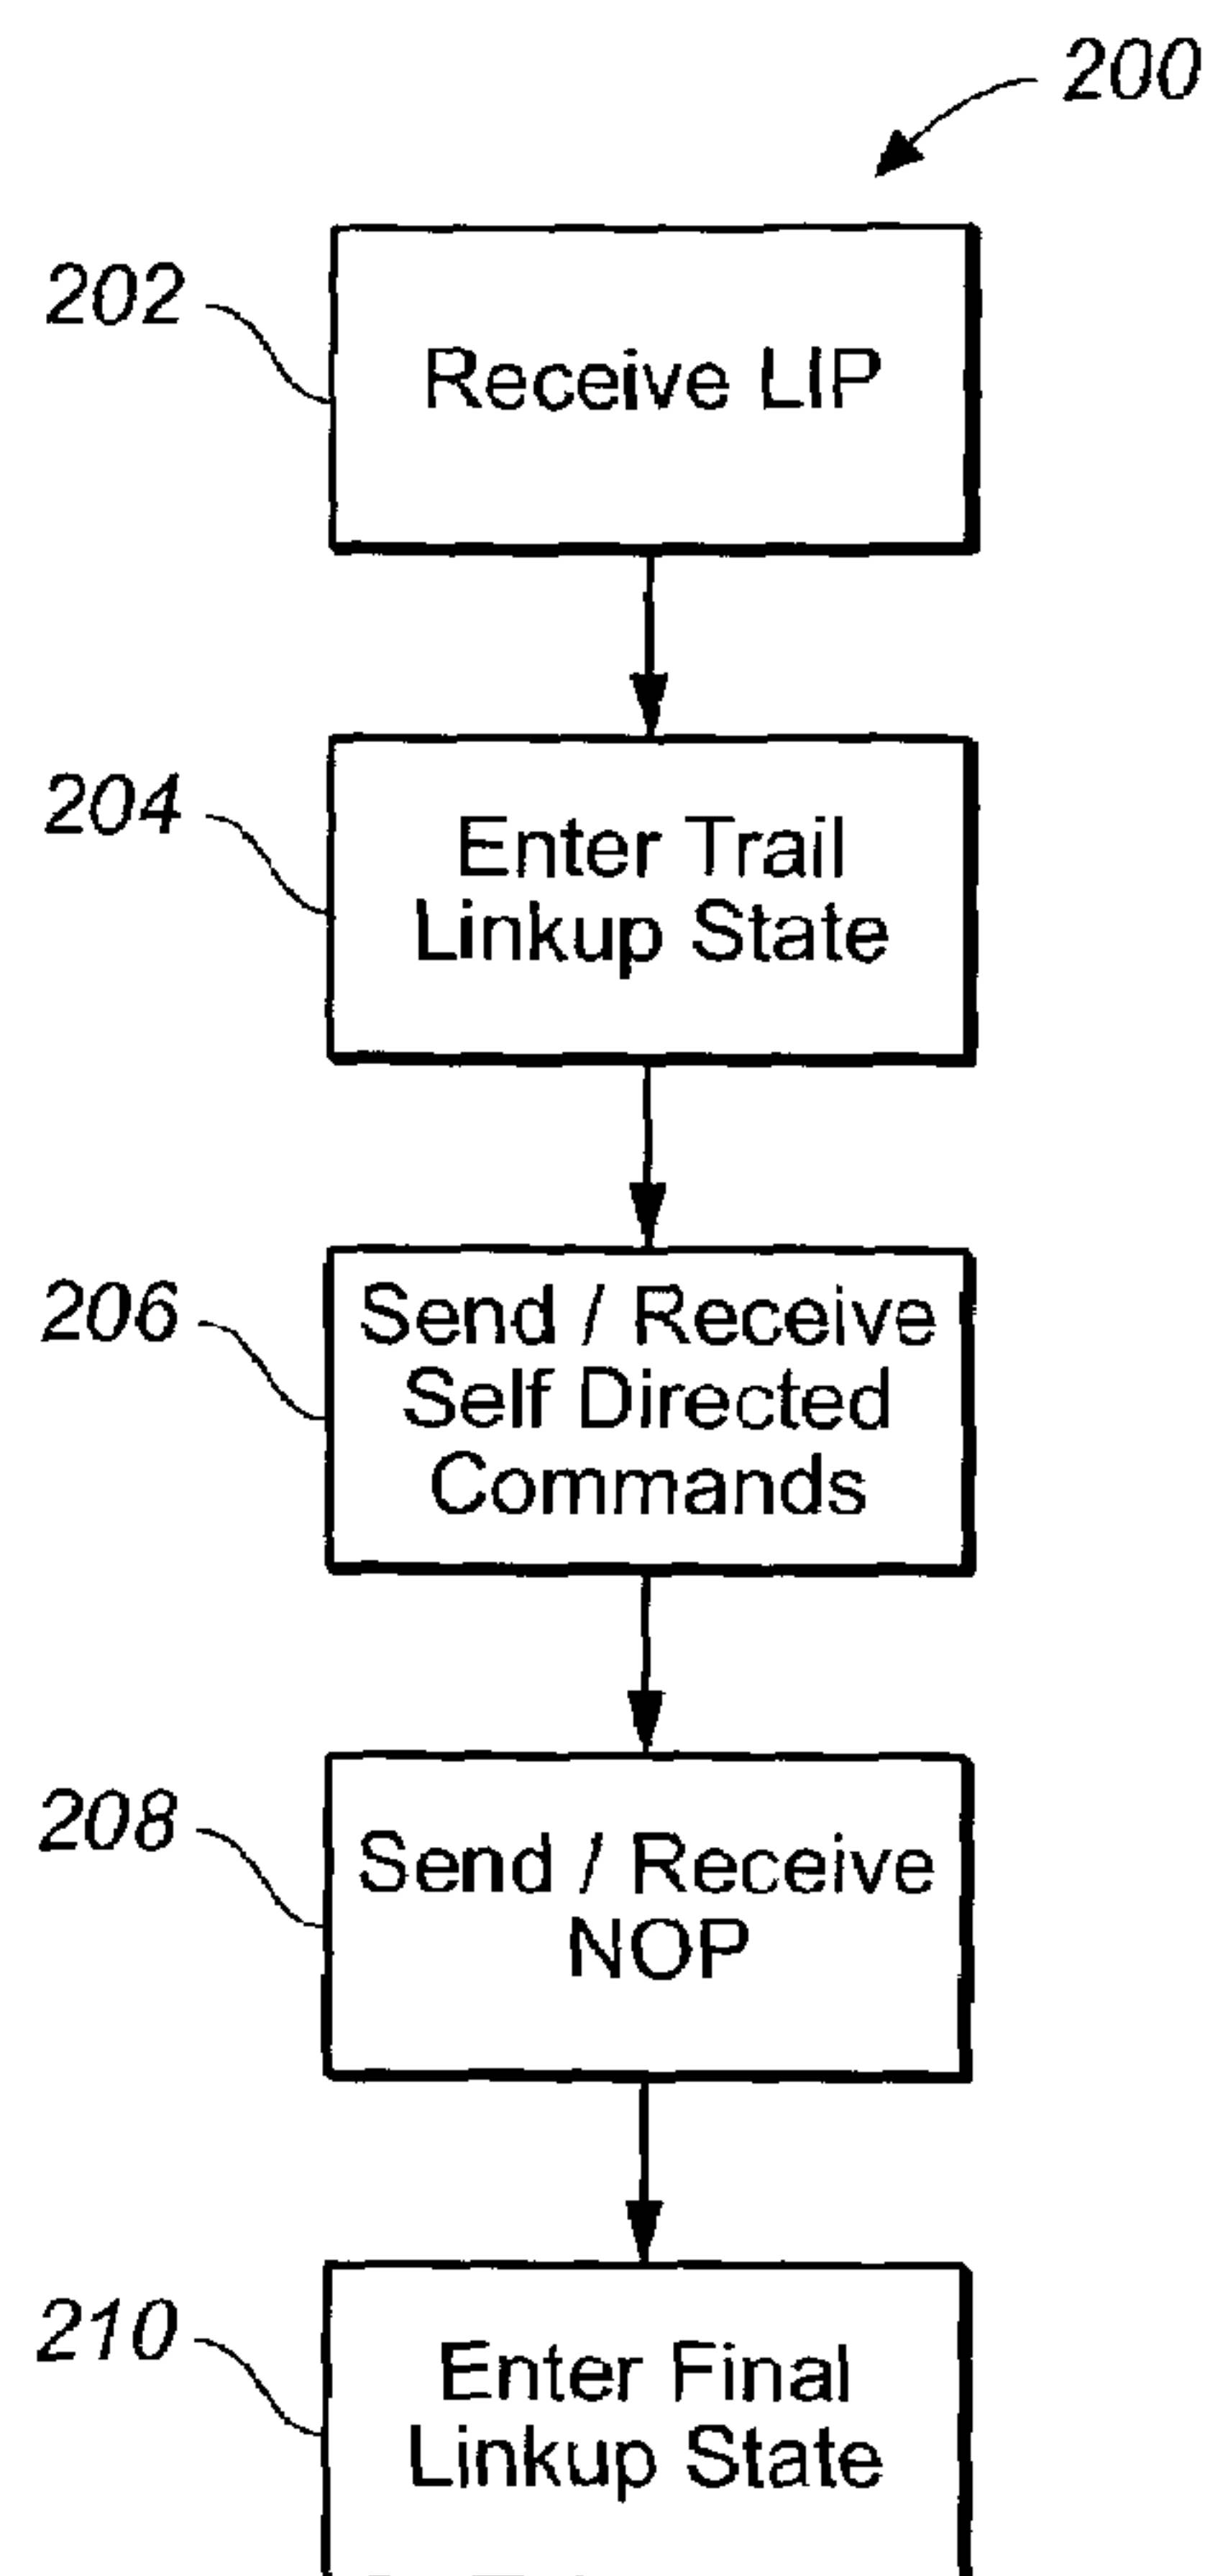 200
202
Receive LIP
204
Enter Trail
Linkup State
206
Send / Receive
Self Directed
Commands
208
Send / Receive
NOP
210
Enter Final
Linkup State